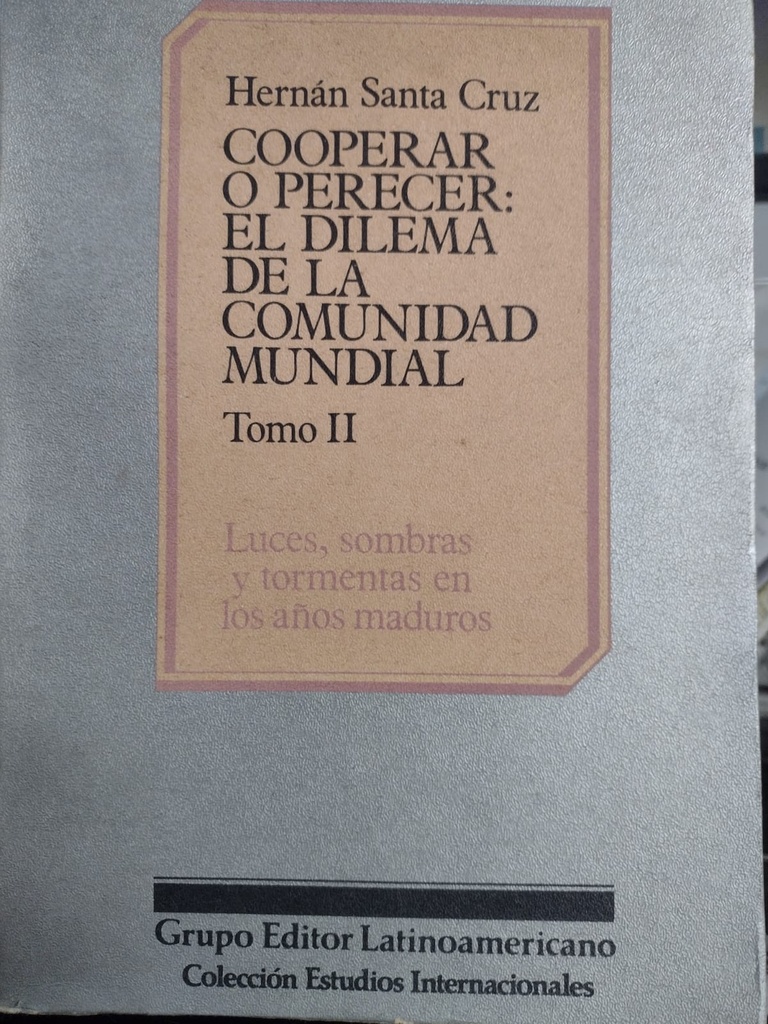 Hernán Santa Cruz
COOPERAR
O PERECER:
EL DILEMA
DE LA
COMUNIDAD
MUNDIAL
Tomo II
Luces, sombras
y tormentas en
los años maduros
Grupo Editor Latinoamericano
Colección Estudios Internacionales